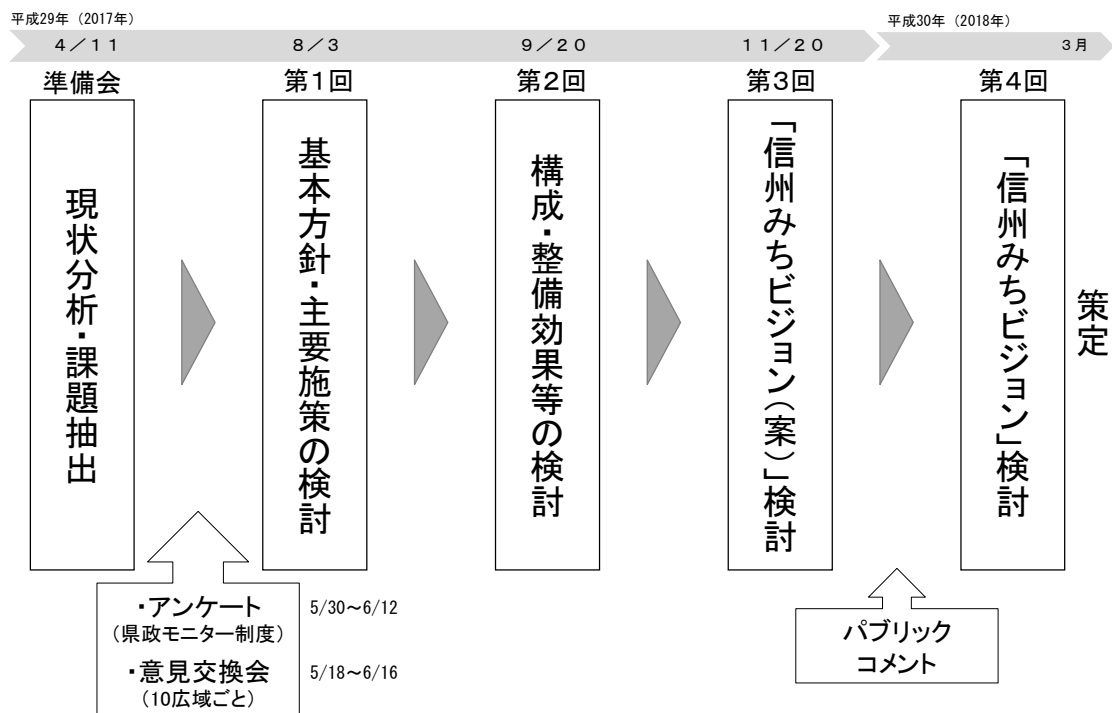 平成29年（2017年）
平成30年（2018年）
４／１１
８／３
９／２０
１１／２０
３月
準備会
第１回
第２回
第３回
第４回
現状分析・課題抽出
基本方針・主要施策の検討
構成・整備効果等の検討
「信州みちビジョン（案）」検討
「信州みちビジョン」検討
策定
・アンケート
（県政モニター制度）
5/30～6/12
・意見交換会
（10広域ごと）
5/18～6/16
パブリック
コメント